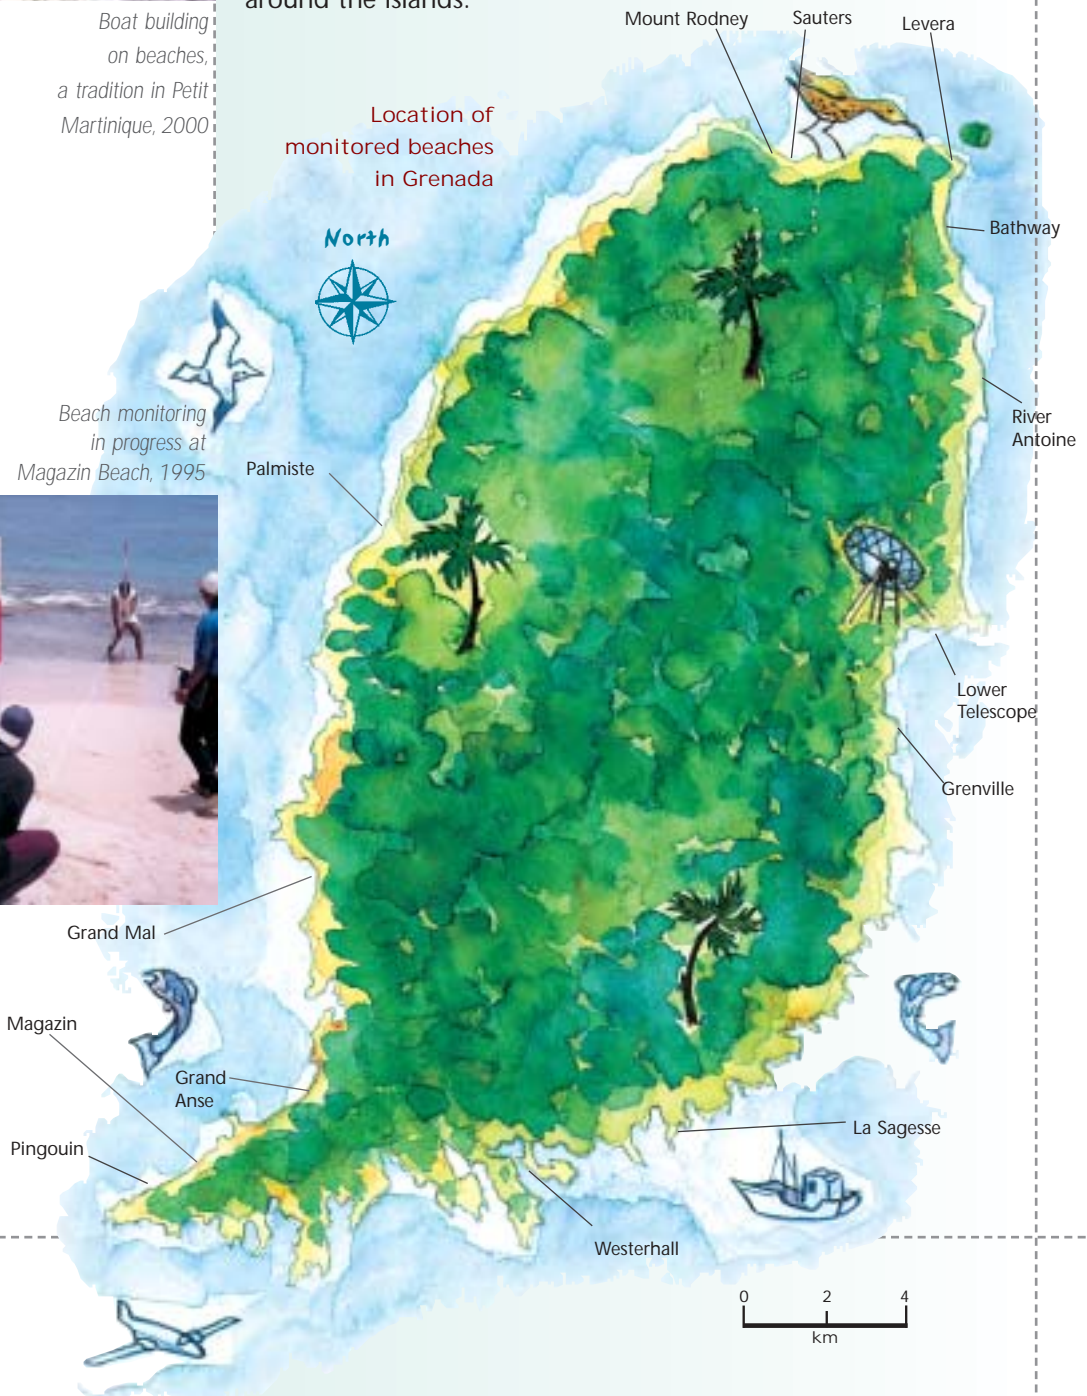 around the islands.
Boat building
on beaches,
a tradition in Petit
Martinique, 2000
Location of
monitored beaches
in Grenada
Mount Rodney
Sauters
Levera
North
Bathway
River
Antoine
Beach monitoring
in progress at
Magazin Beach, 1995
Palmiste
Lower
Telescope
Grenville
Grand Mal
Magazin
Grand
Anse
Pingouin
La Sagesse
Westerhall
0 2 4
km